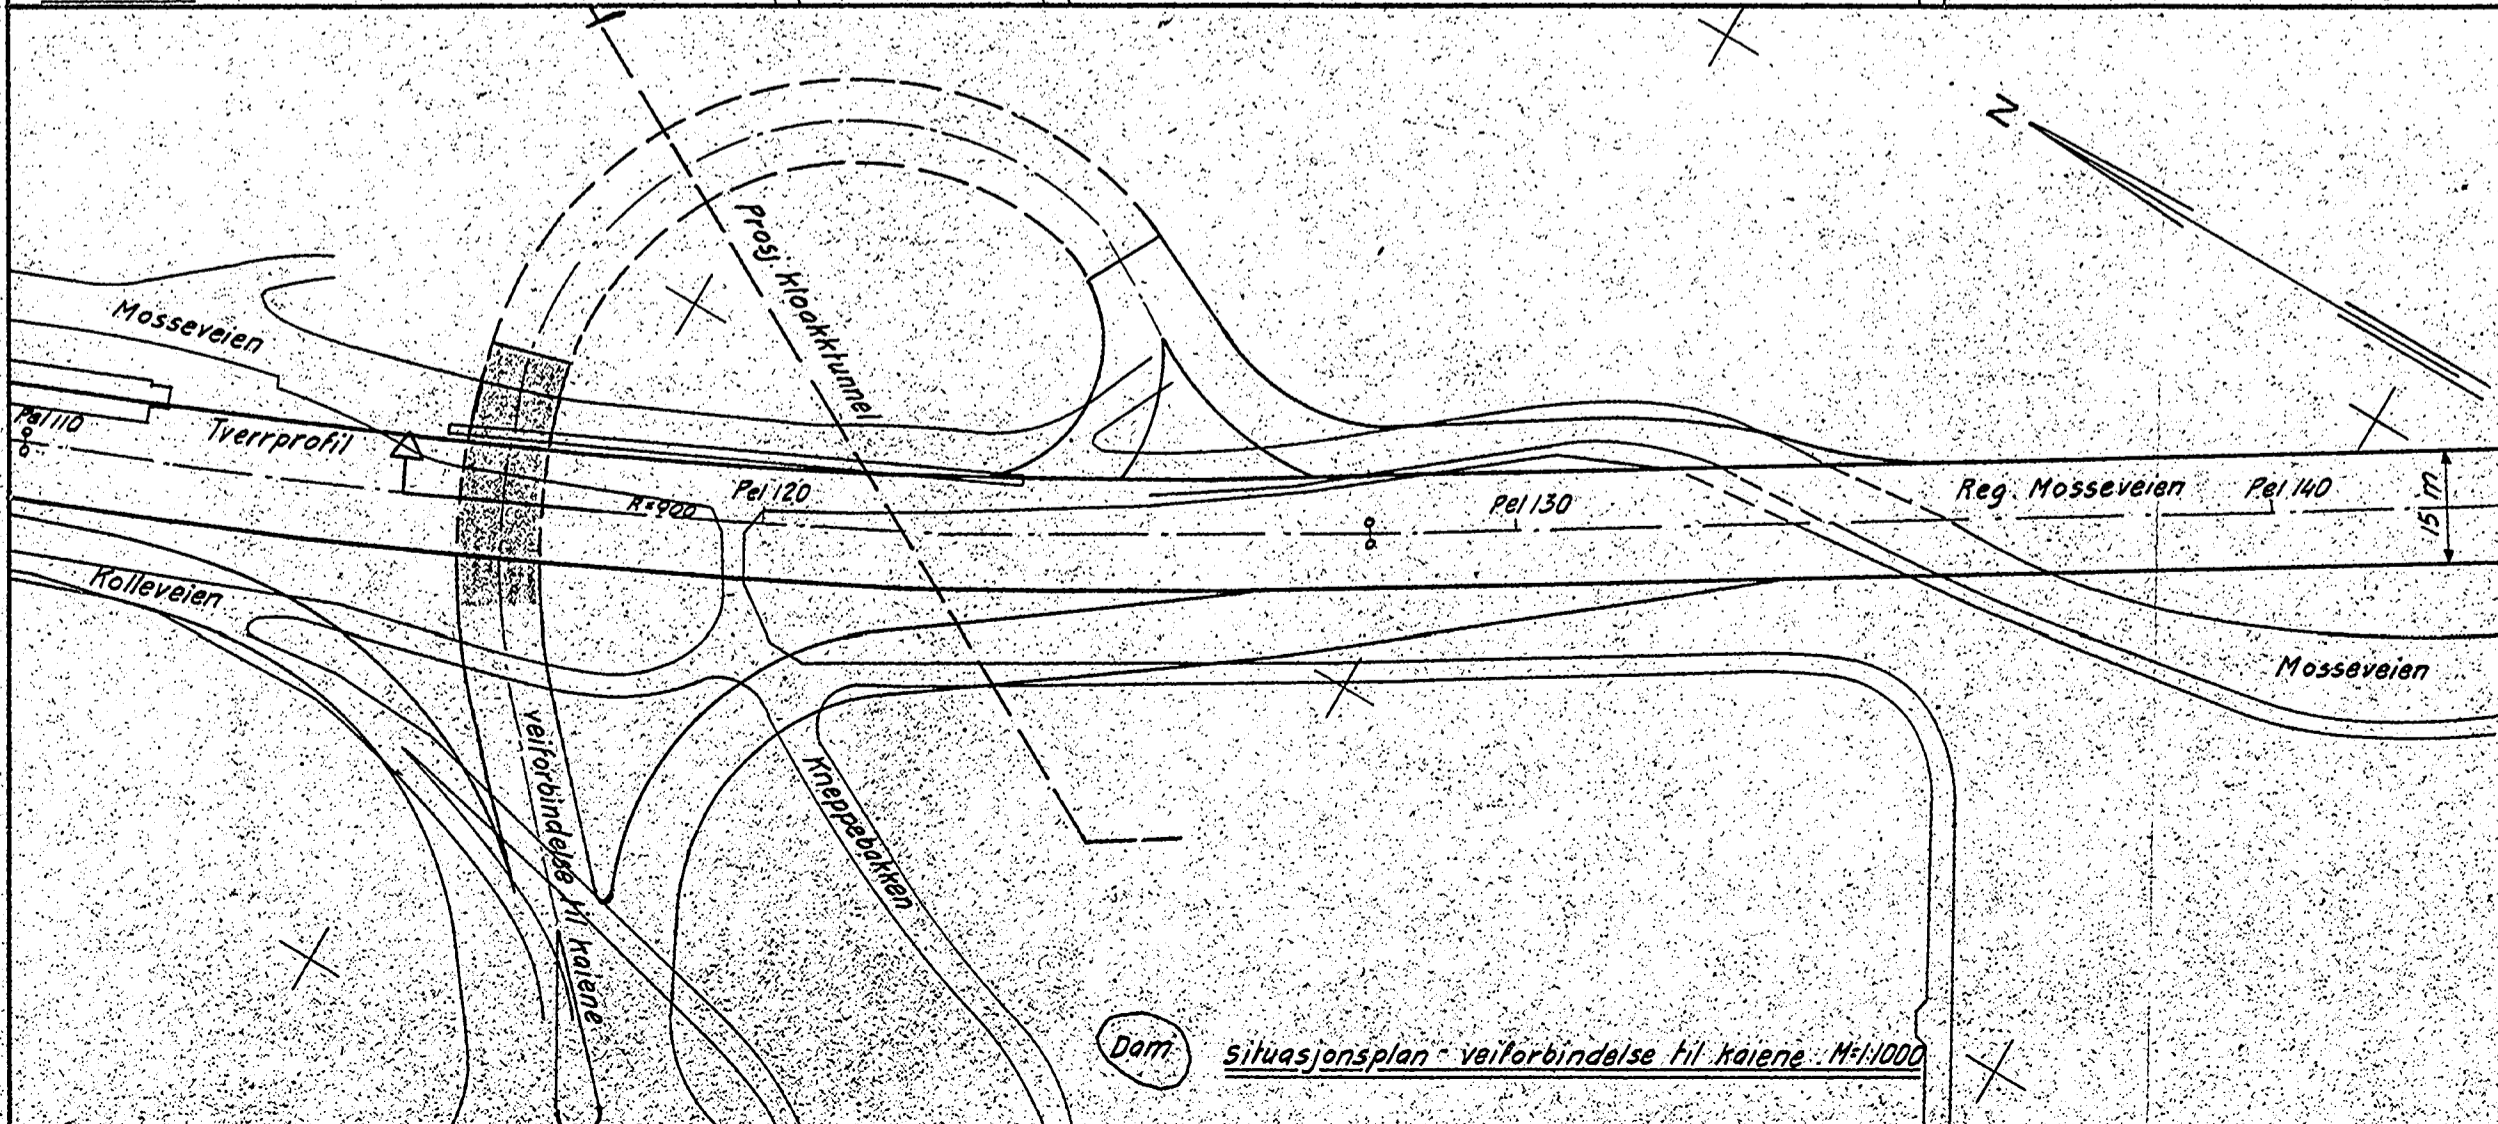 N
Prosj. kloakktunnel
Mosseveien
Pel 110
Tverrprofil
R=900
Pel 120
Pel 130
Reg. Mosseveien
Pel 140
15 m
Kolleveien
Mosseveien
veiforbindelse til kaiene
Kneppebakken
Dam
Situasjonsplan - veiforbindelse til kaiene. M=1:1000